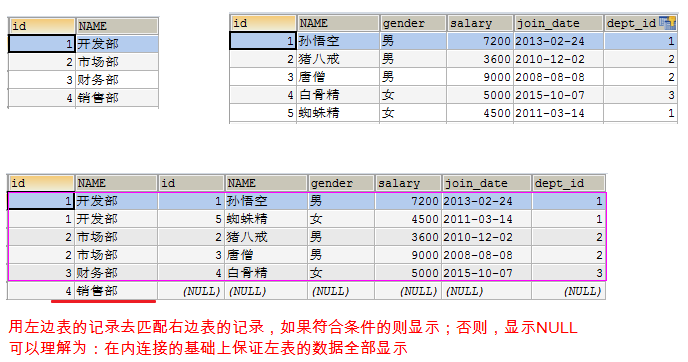 id NAME
1 开发部
2 市场部
3 财务部
4 销售部
id NAME gender salary join_date dept_id
1 孙悟空 男 7200 2013-02-24 1
2 猪八戒 男 3600 2010-12-02 2
3 唐僧 男 9000 2008-08-08 2
4 白骨精 女 5000 2015-10-07 3
5 蜘蛛精 女 4500 2011-03-14 1
id NAME id NAME gender salary join_date dept_id
1 开发部 1 孙悟空 男 7200 2013-02-24 1
1 开发部 5 蜘蛛精 女 4500 2011-03-14 1
2 市场部 2 猪八戒 男 3600 2010-12-02 2
2 市场部 3 唐僧 男 9000 2008-08-08 2
3 财务部 4 白骨精 女 5000 2015-10-07 3
4 销售部 (NULL) (NULL) (NULL) (NULL) (NULL) (NULL)
用左边表的记录去匹配右边表的记录，如果符合条件的则显示；否则，显示NULL
可以理解为：在内连接的基础上保证左表的数据全部显示